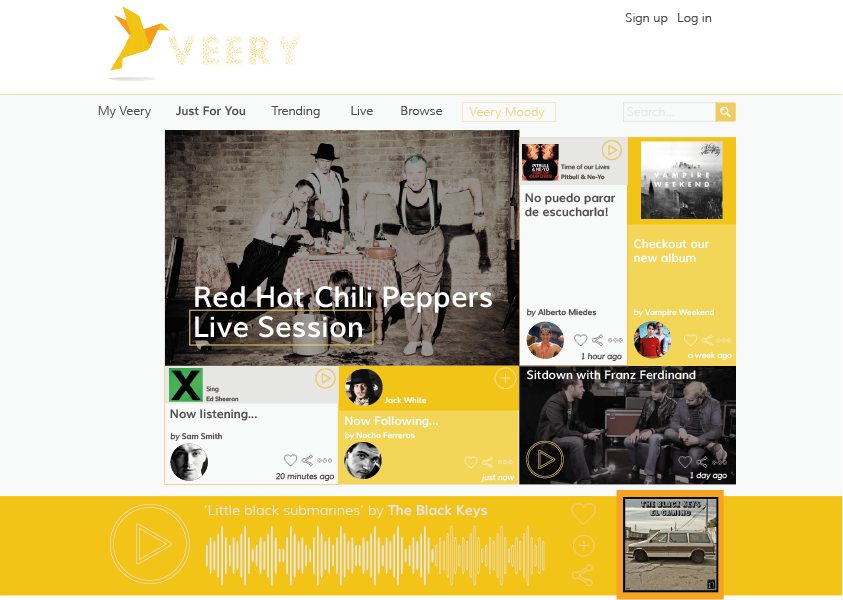 VEERY
Sign up Log in
My Veery Just For You Trending Live Browse Veery Moody Search...
Red Hot Chili Peppers
Live Session
PITBULL
& NE-YO
Time of our Lives
Pitbull & Ne-Yo
No puedo parar
de escucharla!
by Alberto Miedes
1 hour ago
VAMPIRE
WEEKEND
Checkout our
new album
by Vampire Weekend
a week ago
X
Sing
Ed Sheeran
Now listening...
by Sam Smith
20 minutes ago
Jack White
Now Following...
by Nacho Ferreras
just now
Sitdown with Franz Ferdinand
1 day ago
'Little black submarines' by The Black Keys
THE BLACK KEYS
EL CAMINO